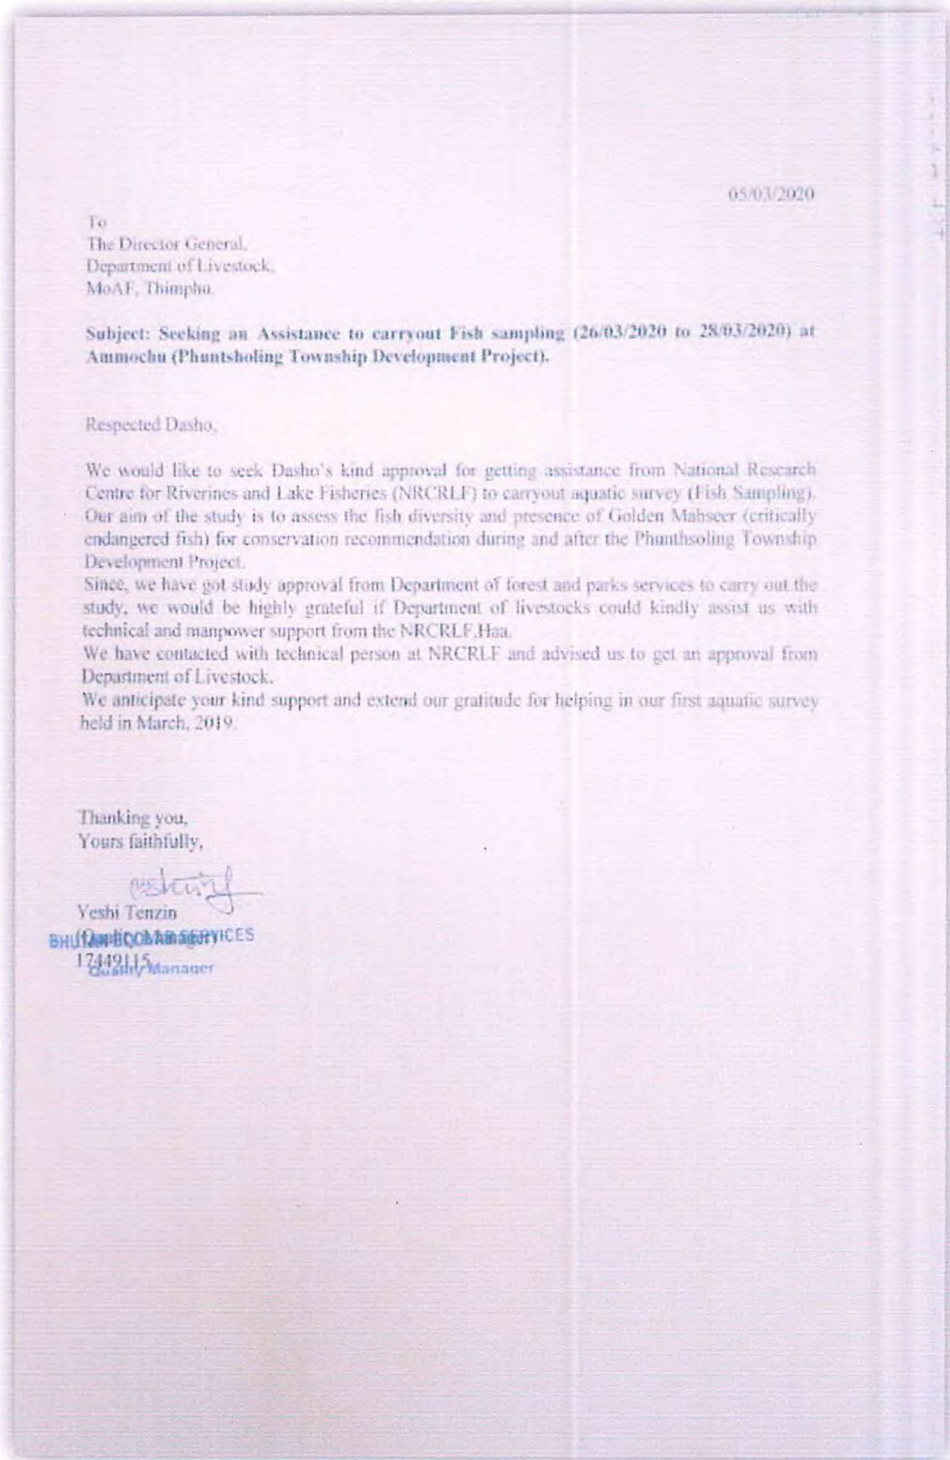 05/03/2020
To
The Director General,
Department of Livestock,
MoAF, Thimphu.
Subject: Seeking an Assistance to carryout Fish sampling (26/03/2020 to 28/03/2020) at
Ammochu (Phuntsholing Township Development Project).
Respected Dasho,
We would like to seek Dasho's kind approval for getting assistance from National Research
Centre for Riverines and Lake Fisheries (NRCRLF) to carryout aquatic survey (Fish Sampling).
Our aim of the study is to assess the fish diversity and presence of Golden Mahseer (critically
endangered fish) for conservation recommendation during and after the Phunthsoling Township
Development Project.
Since, we have got study approval from Department of forest and parks services to carry out the
study, we would be highly grateful if Department of livestocks could kindly assist us with
technical and manpower support from the NRCRLF,Haa.
We have contacted with technical person at NRCRLF and advised us to get an approval from
Department of Livestock.
We anticipate your kind support and extend our gratitude for helping in our first aquatic survey
held in March, 2019.
Thanking you,
Yours faithfully,
Yeshi Tenzin
(Quality Manager)
BHUTAN SERVICES
17449115
Quality Manager